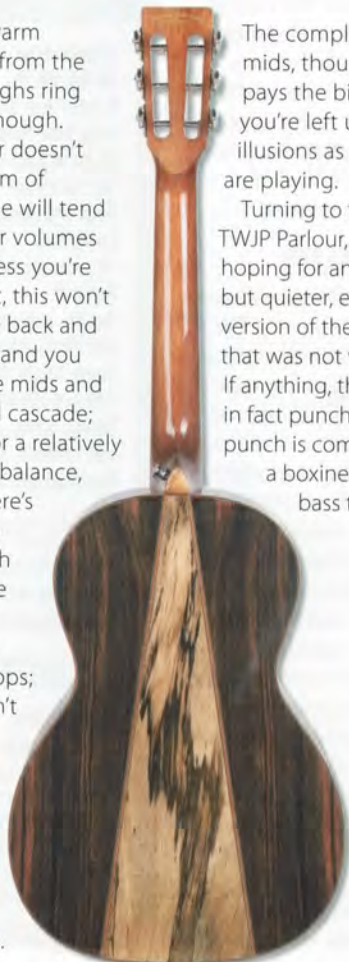 warm
from the
ghs ring
hough.
r doesn't
m of
e will tend
r volumes
ess you're
, this won't
back and
and you
e mids and
l cascade;
or a relatively
balance,
ere's
h
e
ops;
n't
.
The compl
mids, thou
pays the bi
you're left u
illusions as
are playing.
Turning to
TWJP Parlour,
hoping for an
but quieter, e
version of the
that was not
If anything, th
in fact punch
punch is com
a boxine
bass